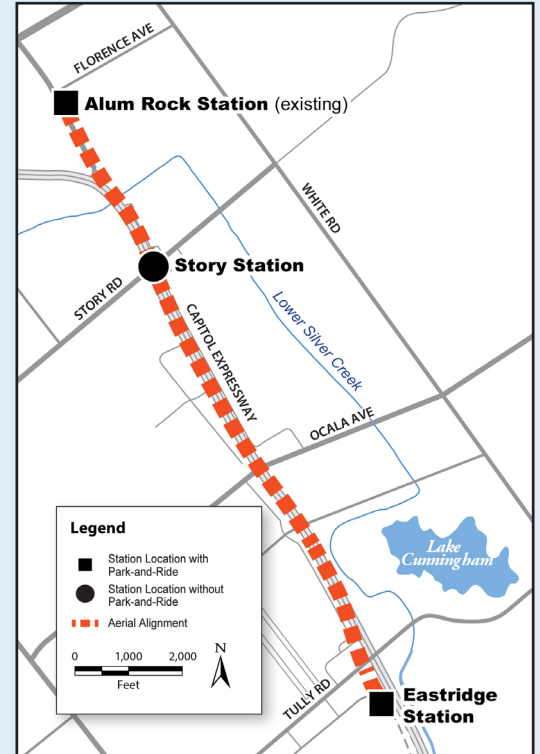 FLORENCE AVE
Alum Rock Station (existing)
WHITE RD
Story Station
STORY RD
CAPITOL EXPRESSWAY
Lower Silver Creek
OCALA AVE
Legend
Station Location with
Park-and-Ride
Station Location without
Park-and-Ride
Aerial Alignment
0 1,000 2,000
Feet
N
Lake
Cunningham
TULLY RD
Eastridge
Station